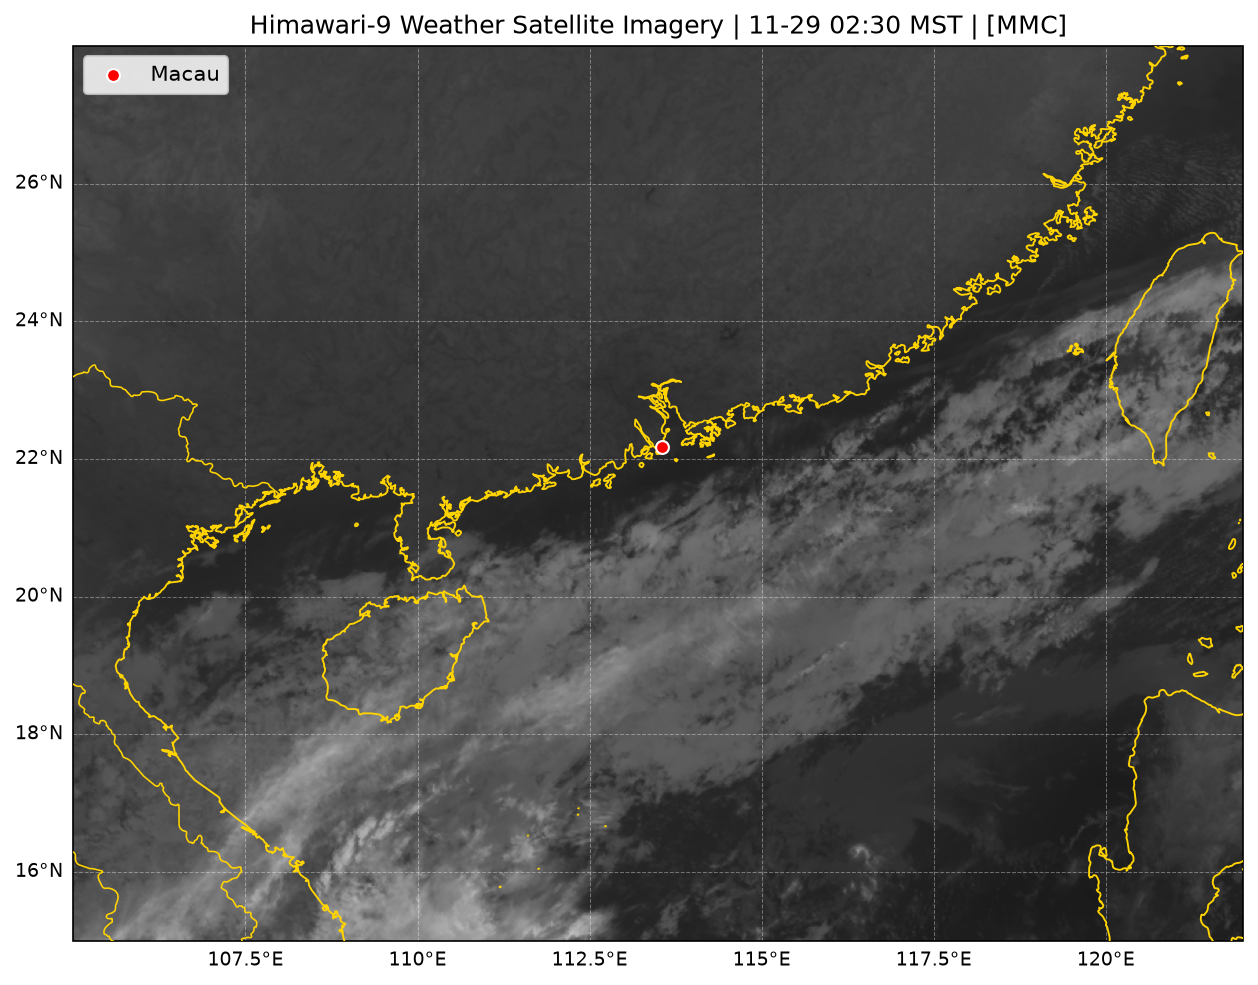 Himawari-9 Weather Satellite Imagery | 11-29 02:30 MST | [MMC]
Macau
26°N
24°N
22°N
20°N
18°N
16°N
107.5°E 110°E 112.5°E 115°E 117.5°E 120°E